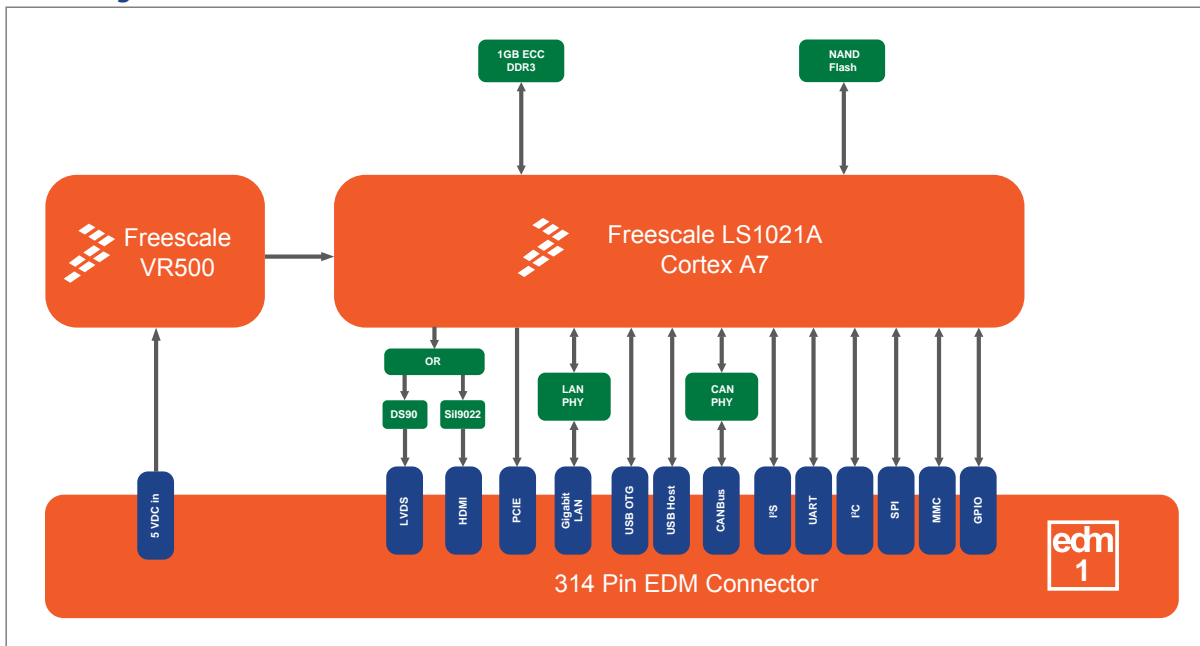 1GB ECC
DDR3
NAND
Flash
Freescale
VR500
Freescale LS1021A
Cortex A7
OR
LAN
PHY
CAN
PHY
DS90
SiI9022
5 VDC in
LVDS
HDMI
PCIE
Gigabit
LAN
USB OTG
USB Host
CANBus
I²S
UART
I²C
SPI
MMC
GPIO
314 Pin EDM Connector
edm
1